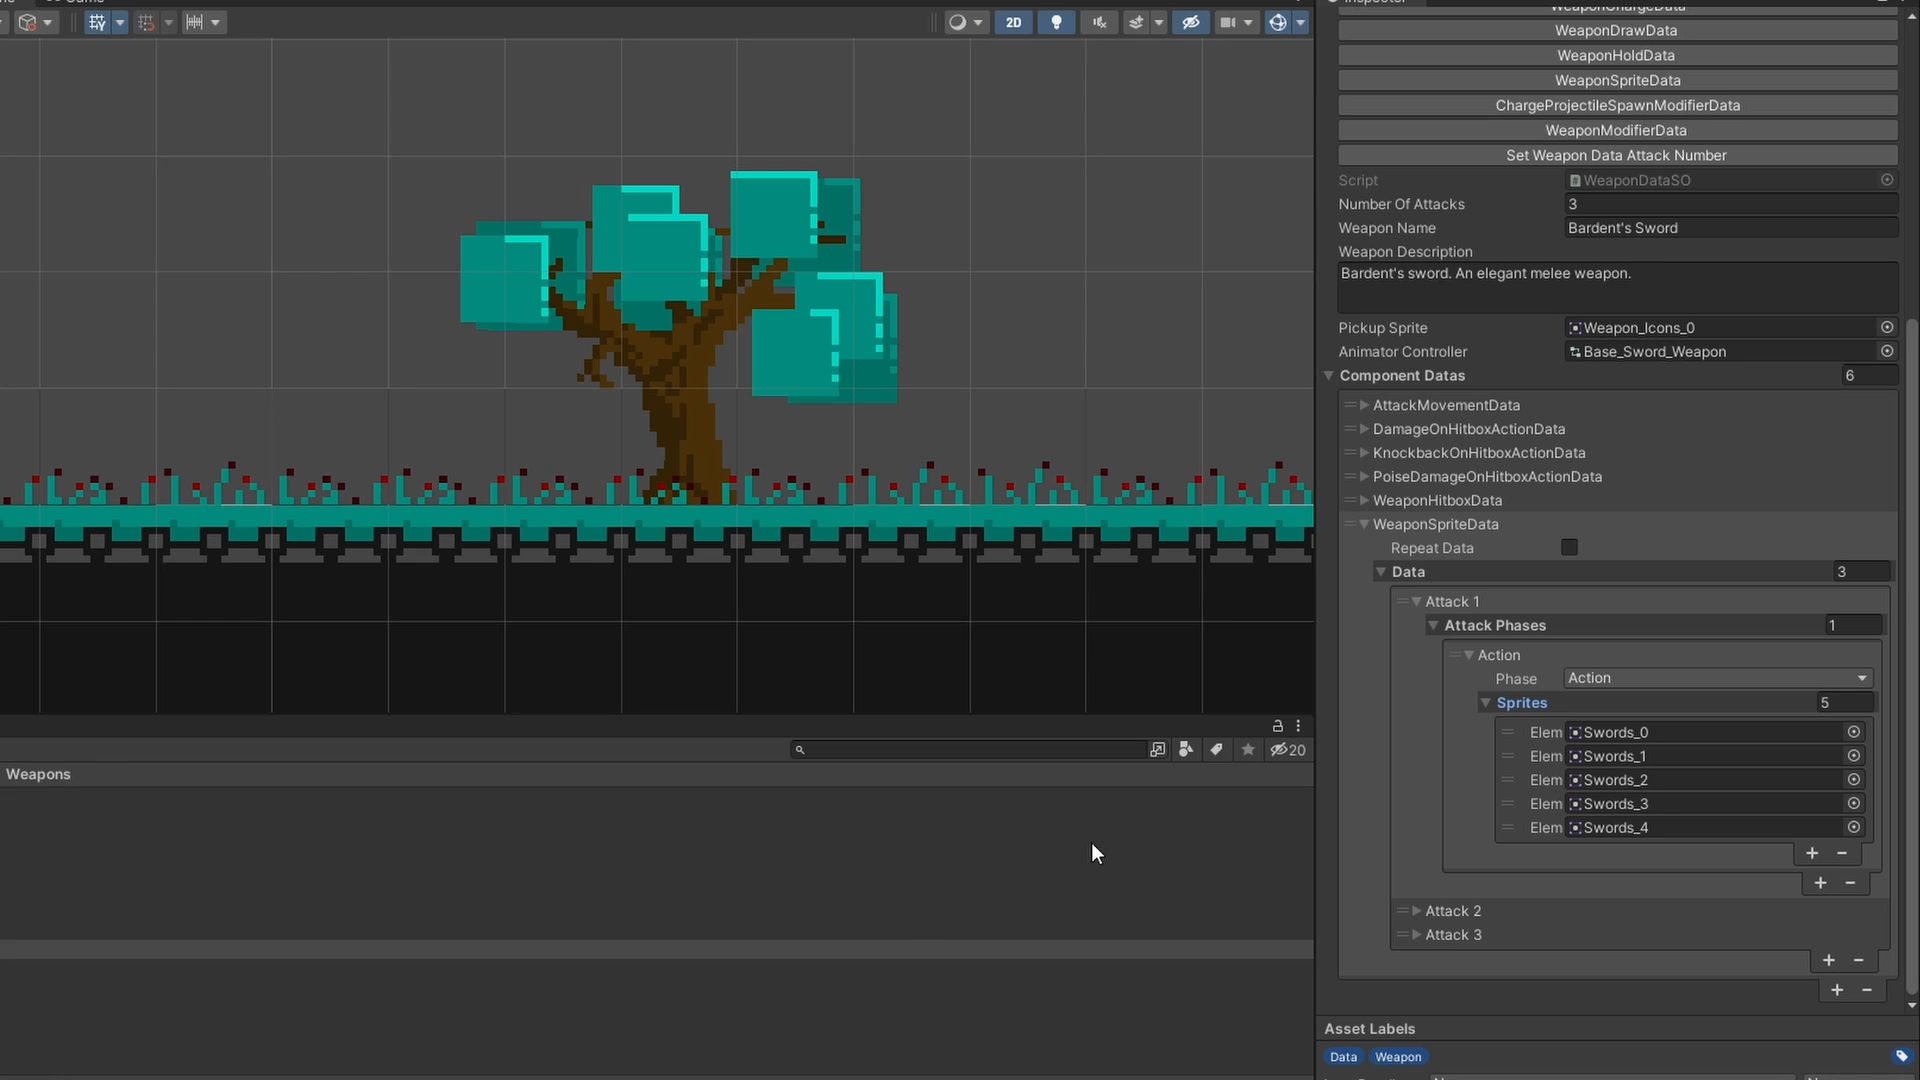 Inspector
WeaponChargeData
WeaponDrawData
WeaponHoldData
WeaponSpriteData
ChargeProjectileSpawnModifierData
WeaponModifierData
Set Weapon Data Attack Number
2D
Script WeaponDataSO
Number Of Attacks 3
Weapon Name Bardent's Sword
Weapon Description
Bardent's sword. An elegant melee weapon.
Pickup Sprite Weapon_Icons_0
Animator Controller Base_Sword_Weapon
Component Datas 6
AttackMovementData
DamageOnHitboxActionData
KnockbackOnHitboxActionData
PoiseDamageOnHitboxActionData
WeaponHitboxData
WeaponSpriteData
Repeat Data
Data 3
Attack 1
Attack Phases 1
Action
Phase Action
Sprites 5
Elem Swords_0
Elem Swords_1
Elem Swords_2
Elem Swords_3
Elem Swords_4
Attack 2
Attack 3
20
Weapons
Asset Labels
Data Weapon